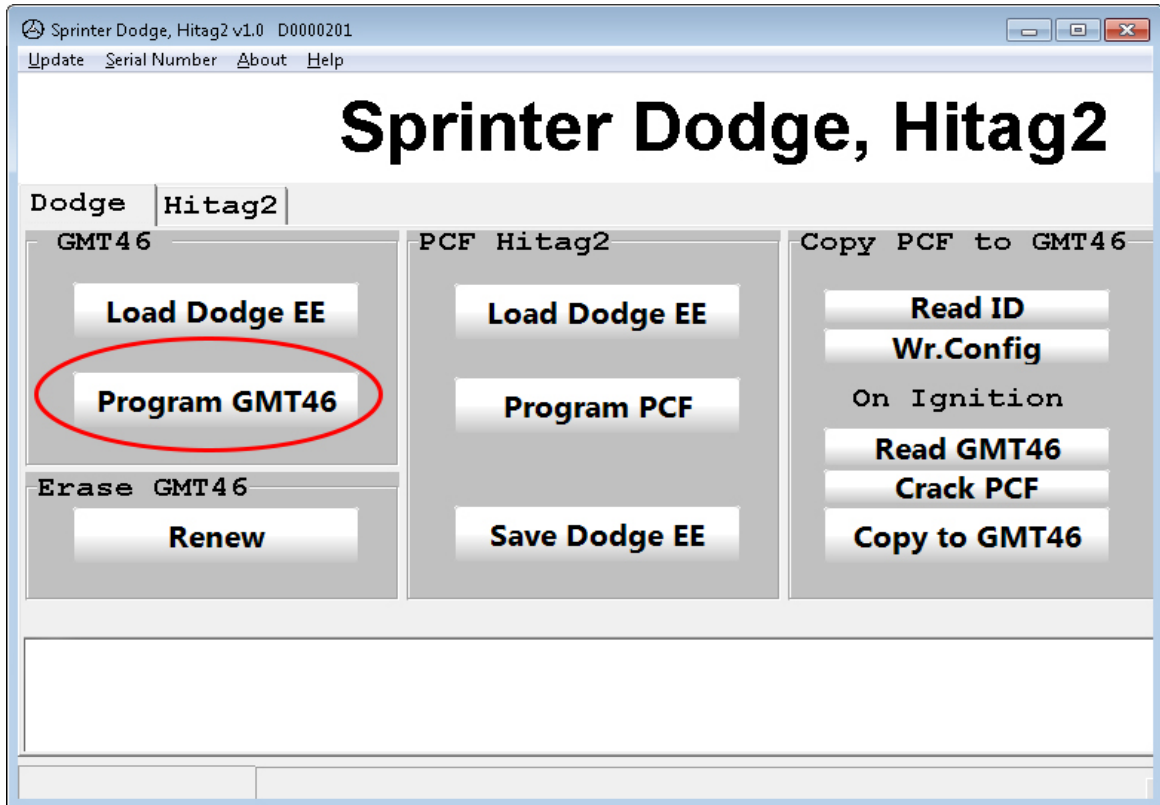 Sprinter Dodge, Hitag2 v1.0 D0000201
Update Serial Number About Help
Sprinter Dodge, Hitag2
Dodge Hitag2
GMT46
Load Dodge EE
Program GMT46
Erase GMT46
Renew
PCF Hitag2
Load Dodge EE
Program PCF
Save Dodge EE
Copy PCF to GMT46
Read ID
Wr.Config
On Ignition
Read GMT46
Crack PCF
Copy to GMT46